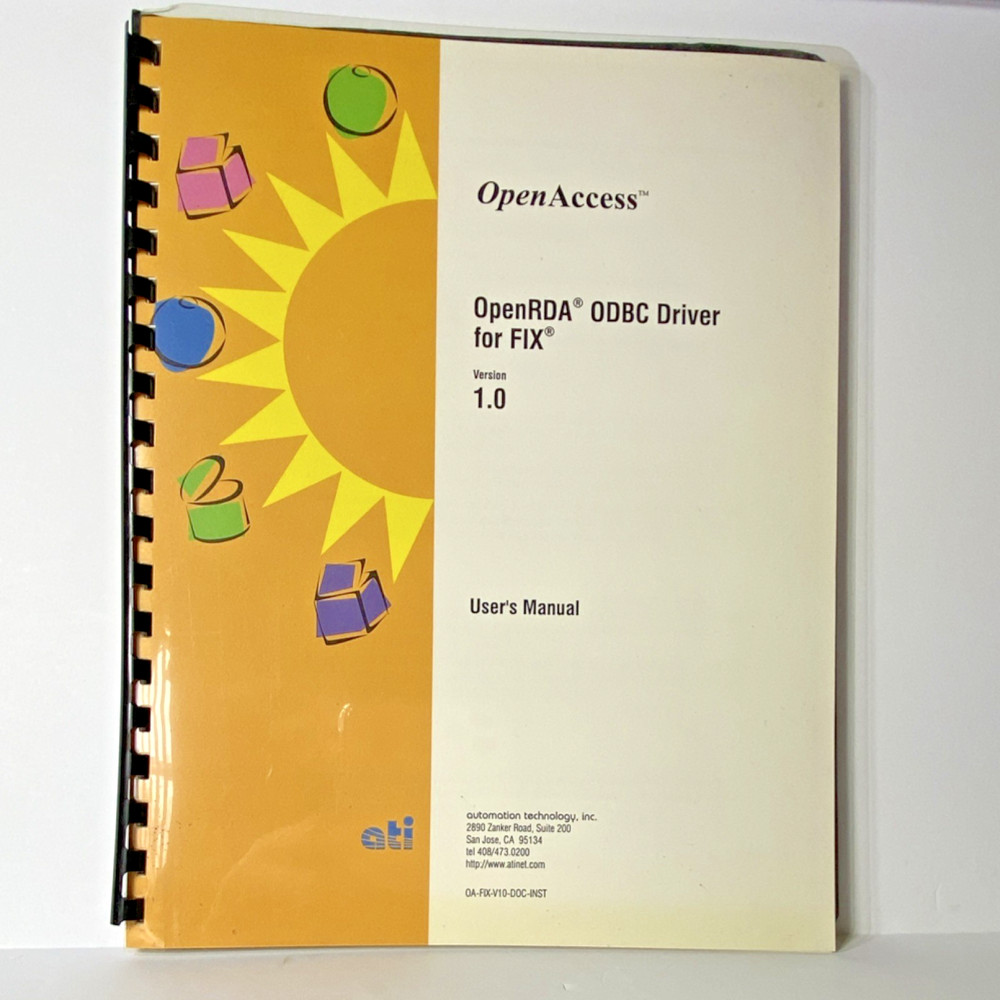 OpenAccess™
OpenRDA® ODBC Driver
for FIX®
Version
1.0
User's Manual
ati
automation technology, inc.
2890 Zanker Road, Suite 200
San Jose, CA 95134
tel 408/473.0200
http://www.atinet.com
OA-FIX-V10-DOC-INST